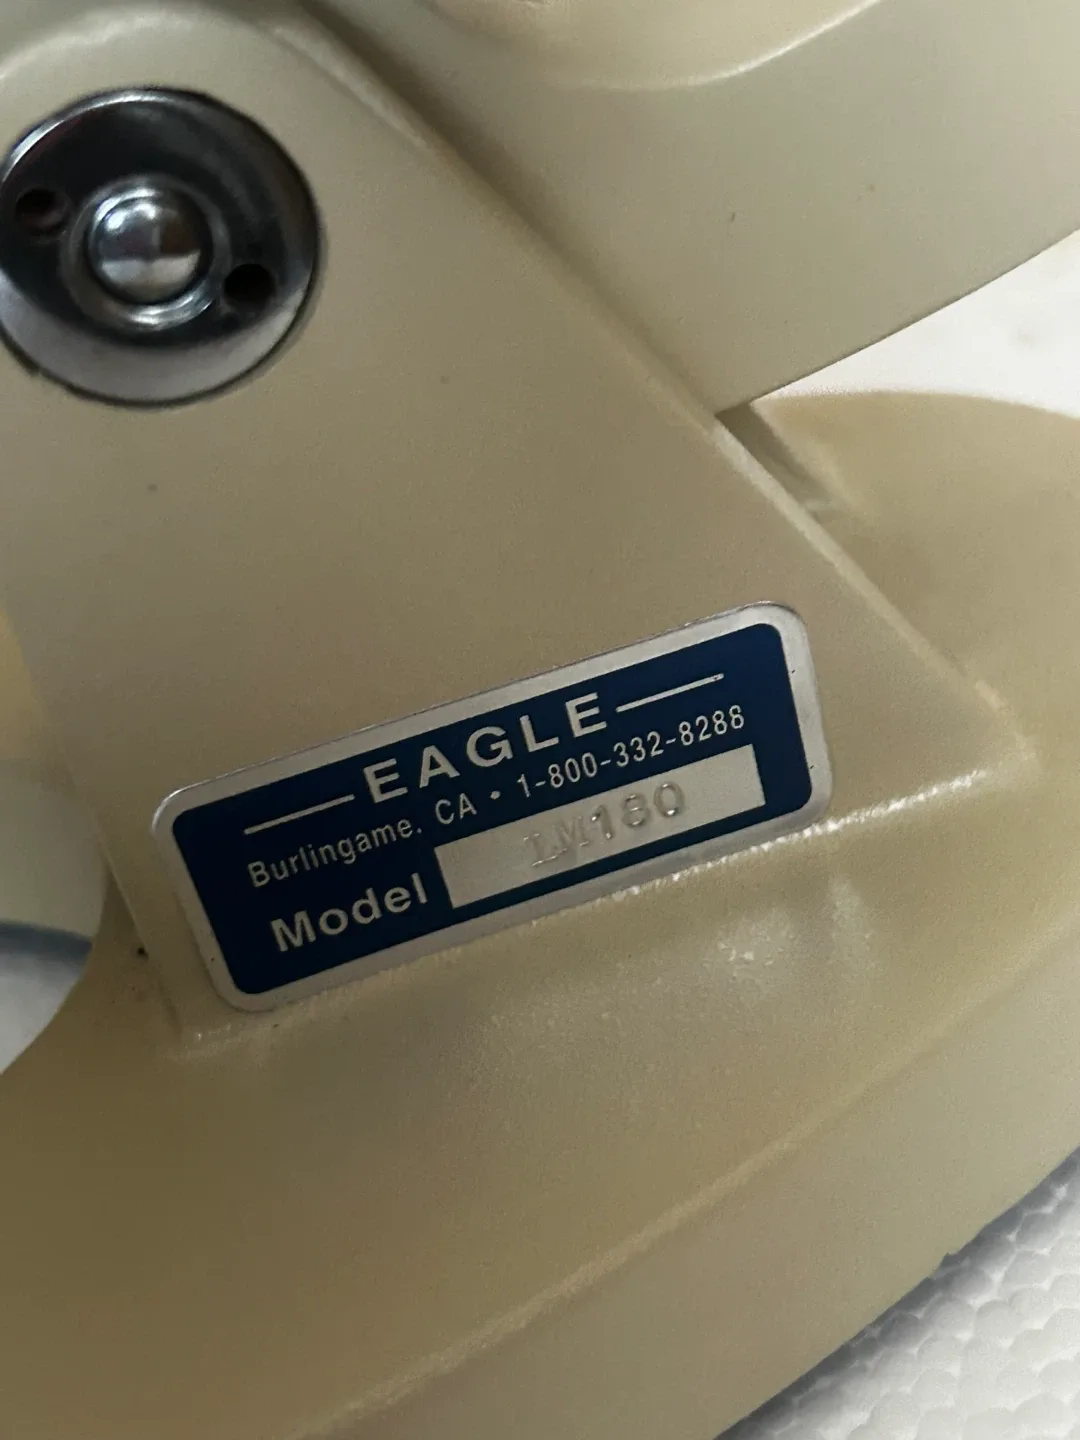 EAGLE
Burlingame, CA • 1-800-332-8288
Model LM180